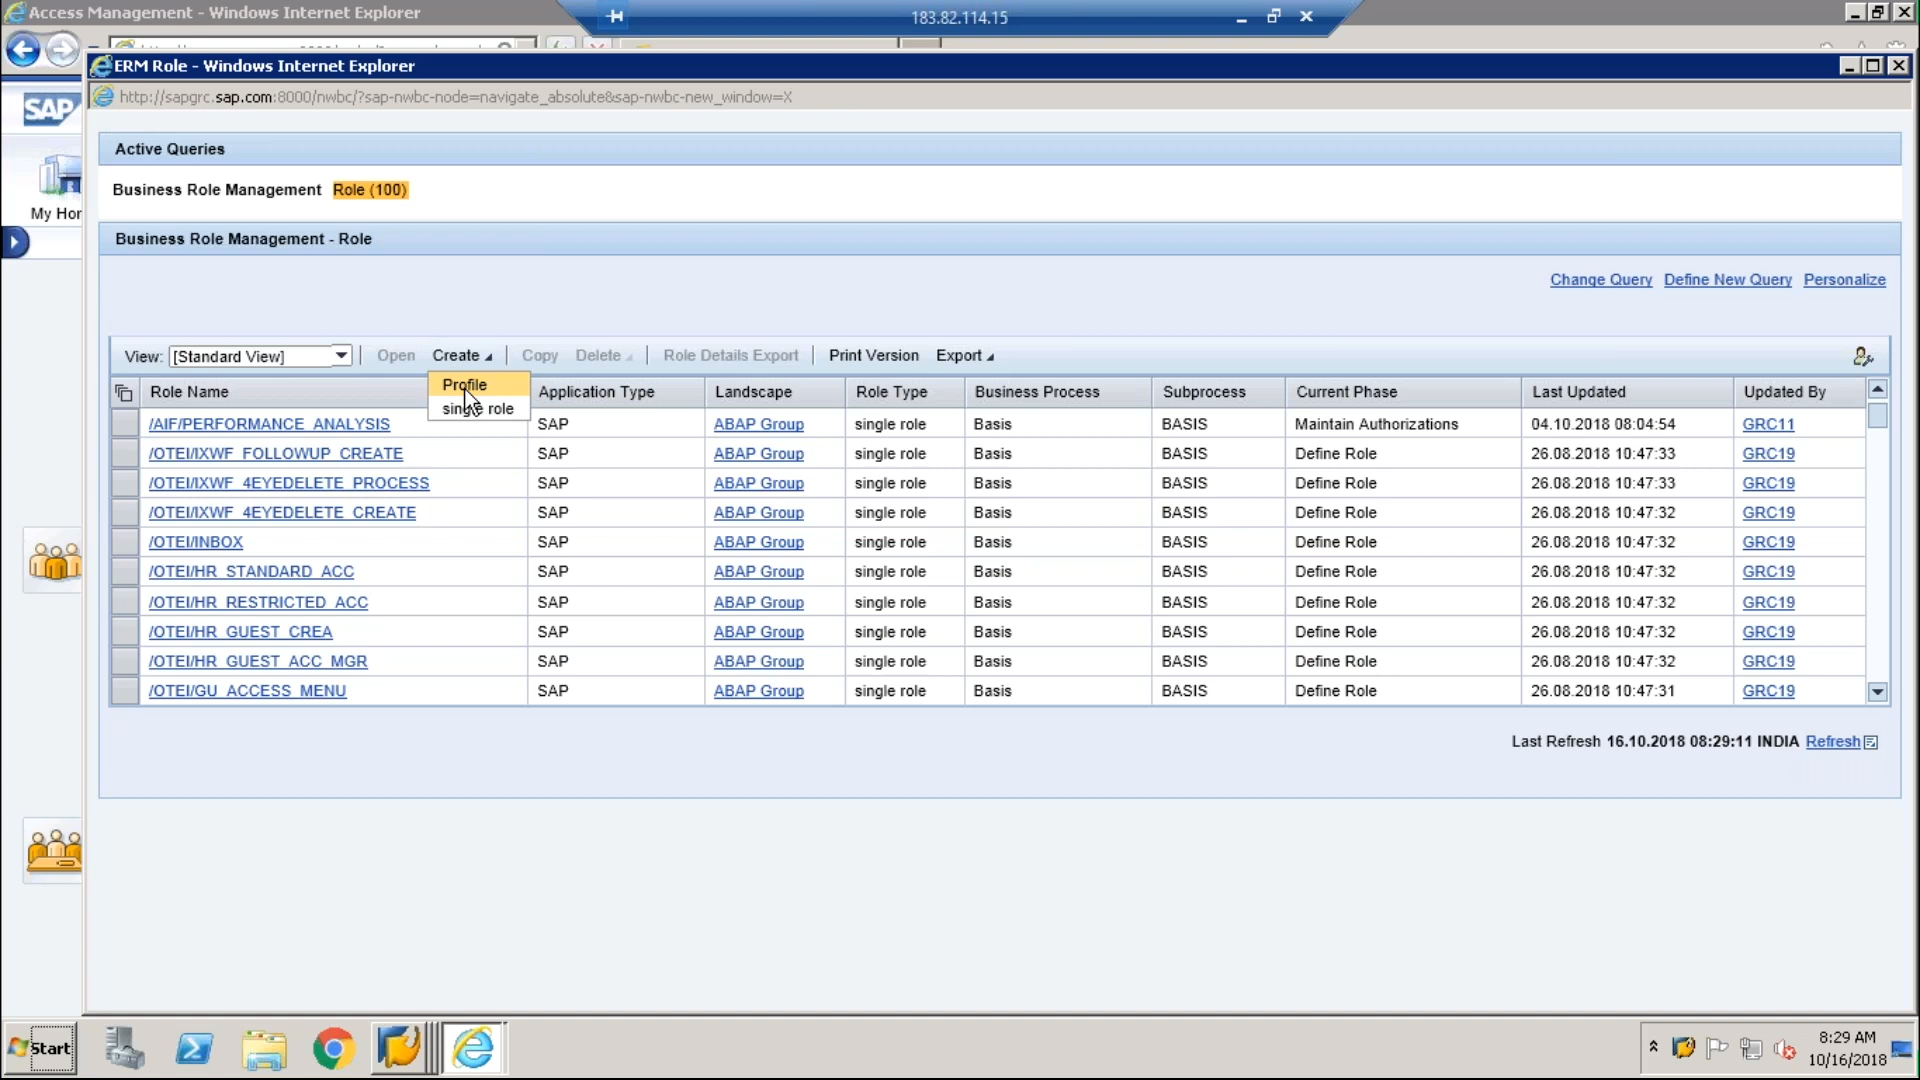 Access Management - Windows Internet Explorer
183.82.114.15
ERM Role - Windows Internet Explorer
http://sapgrc.sap.com:8000/nwbc/?sap-nwbc-node=navigate_absolute&sap-nwbc-new_window=X
SAP
My Hor
Active Queries
Business Role Management Role (100)
Business Role Management - Role
Change Query Define New Query Personalize
View: [Standard View] Open Create Copy Delete Role Details Export Print Version Export
Profile
single role
Role Name Application Type Landscape Role Type Business Process Subprocess Current Phase Last Updated Updated By
/AIF/PERFORMANCE_ANALYSIS SAP ABAP Group single role Basis BASIS Maintain Authorizations 04.10.2018 08:04:54 GRC11
/OTEI/IXWF_FOLLOWUP_CREATE SAP ABAP Group single role Basis BASIS Define Role 26.08.2018 10:47:33 GRC19
/OTEI/IXWF_4EYEDELETE_PROCESS SAP ABAP Group single role Basis BASIS Define Role 26.08.2018 10:47:33 GRC19
/OTEI/IXWF_4EYEDELETE_CREATE SAP ABAP Group single role Basis BASIS Define Role 26.08.2018 10:47:32 GRC19
/OTEI/INBOX SAP ABAP Group single role Basis BASIS Define Role 26.08.2018 10:47:32 GRC19
/OTEI/HR_STANDARD_ACC SAP ABAP Group single role Basis BASIS Define Role 26.08.2018 10:47:32 GRC19
/OTEI/HR_RESTRICTED_ACC SAP ABAP Group single role Basis BASIS Define Role 26.08.2018 10:47:32 GRC19
/OTEI/HR_GUEST_CREA SAP ABAP Group single role Basis BASIS Define Role 26.08.2018 10:47:32 GRC19
/OTEI/HR_GUEST_ACC_MGR SAP ABAP Group single role Basis BASIS Define Role 26.08.2018 10:47:32 GRC19
/OTEI/GU_ACCESS_MENU SAP ABAP Group single role Basis BASIS Define Role 26.08.2018 10:47:31 GRC19
Last Refresh 16.10.2018 08:29:11 INDIA Refresh
Start
8:29 AM
10/16/2018